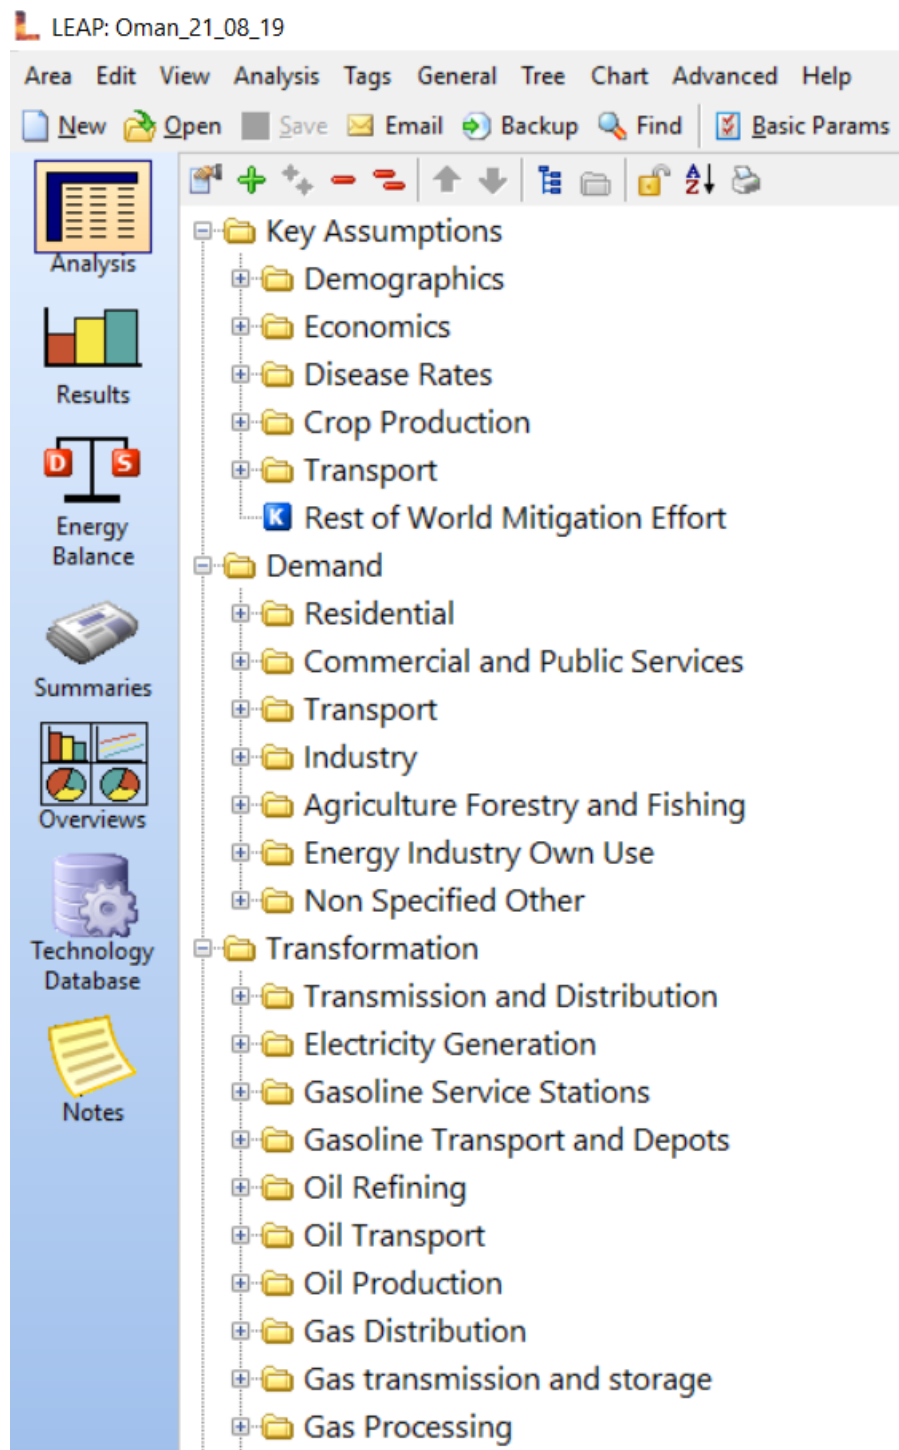 LEAP: Oman_21_08_19
Area Edit View Analysis Tags General Tree Chart Advanced Help
New Open Save Email Backup Find Basic Params
Analysis
Results
D S
Energy
Balance
Summaries
Overviews
Technology
Database
Notes
A
Z
Key Assumptions
Demographics
Economics
Disease Rates
Crop Production
Transport
K Rest of World Mitigation Effort
Demand
Residential
Commercial and Public Services
Transport
Industry
Agriculture Forestry and Fishing
Energy Industry Own Use
Non Specified Other
Transformation
Transmission and Distribution
Electricity Generation
Gasoline Service Stations
Gasoline Transport and Depots
Oil Refining
Oil Transport
Oil Production
Gas Distribution
Gas transmission and storage
Gas Processing